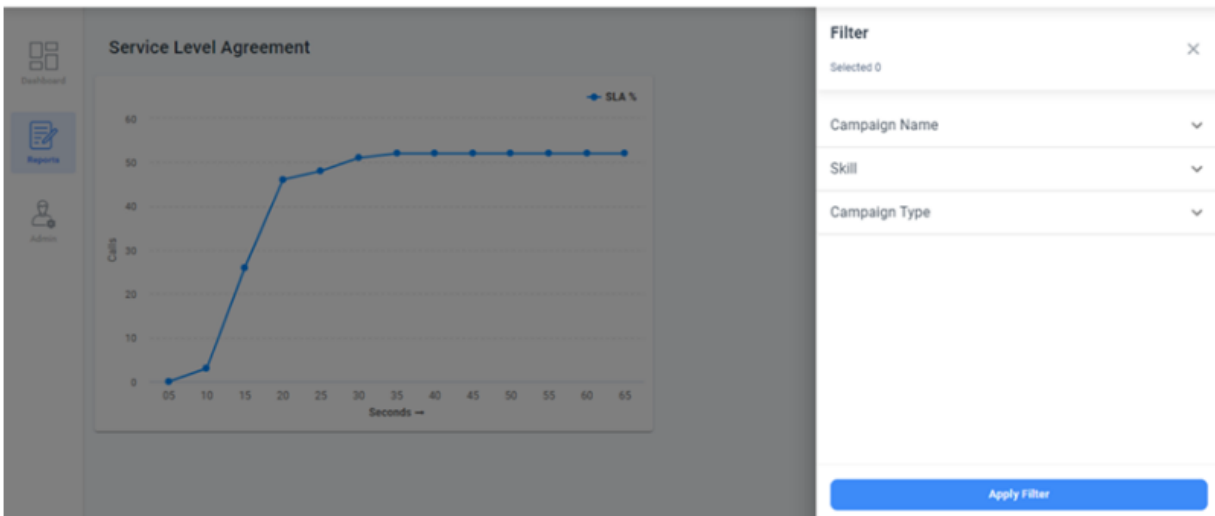 Dashboard
Reports
Admin
Service Level Agreement
SLA %
60
50
40
30
20
10
0
Calls
05 10 15 20 25 30 35 40 45 50 55 60 65
Seconds →
Filter
Selected 0
Campaign Name
Skill
Campaign Type
Apply Filter